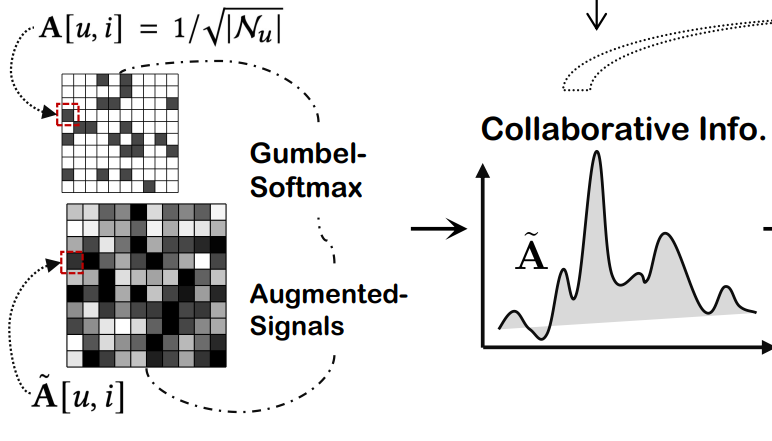 A[u, i] = 1/√|𝒩ᵤ|
Collaborative Info.
Gumbel-
Softmax
Ã
Augmented-
Signals
Ã[u, i]